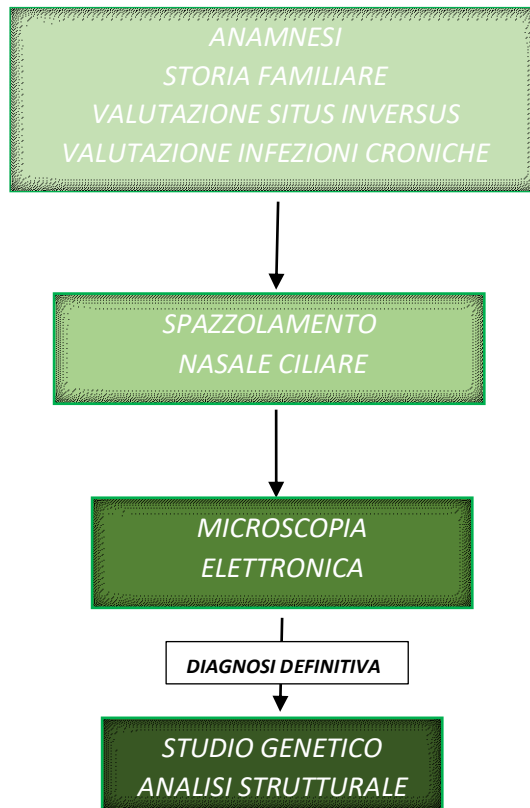 ANAMNESI
STORIA FAMILIARE
VALUTAZIONE SITUS INVERSUS
VALUTAZIONE INFEZIONI CRONICHE
SPAZZOLAMENTO
NASALE CILIARE
MICROSCOPIA
ELETTRONICA
DIAGNOSI DEFINITIVA
STUDIO GENETICO
ANALISI STRUTTURALE